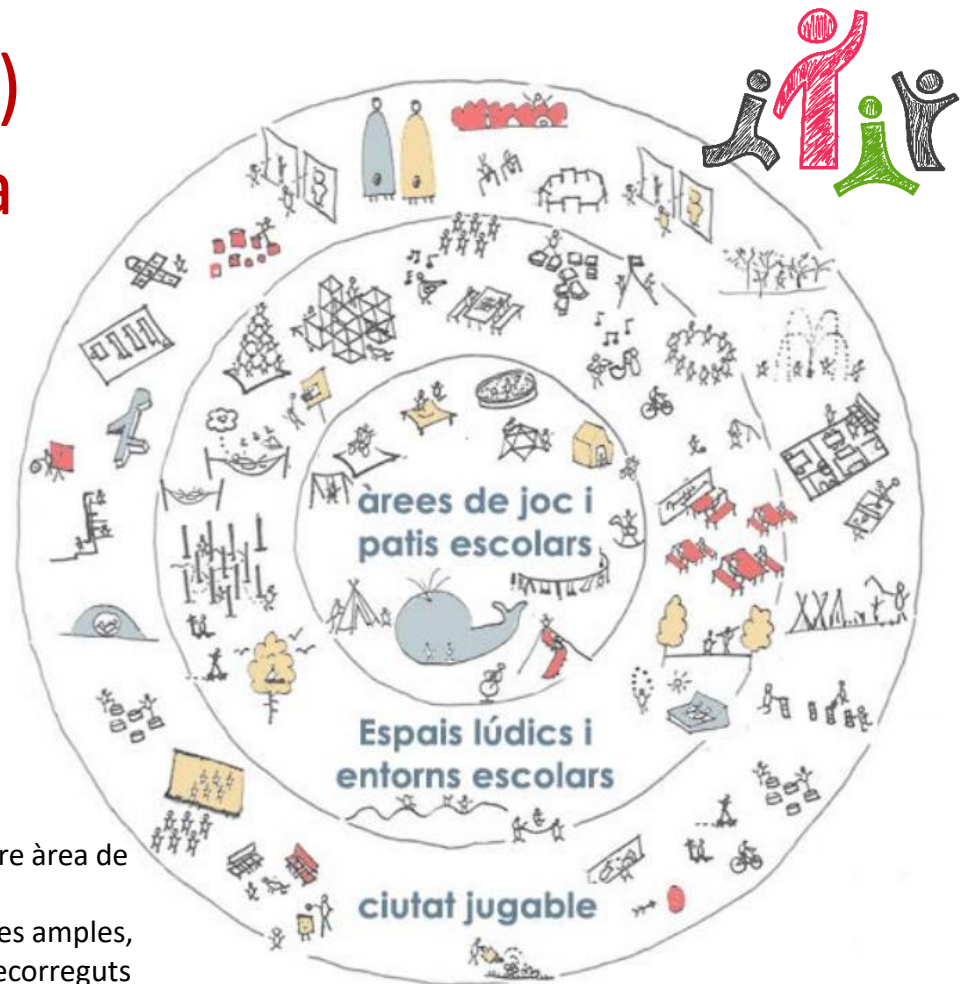 )
a
àrees de joc i
patis escolars
Espais lúdics i
entorns escolars
ciutat jugable
re àrea de
es amples,
ecorreguts